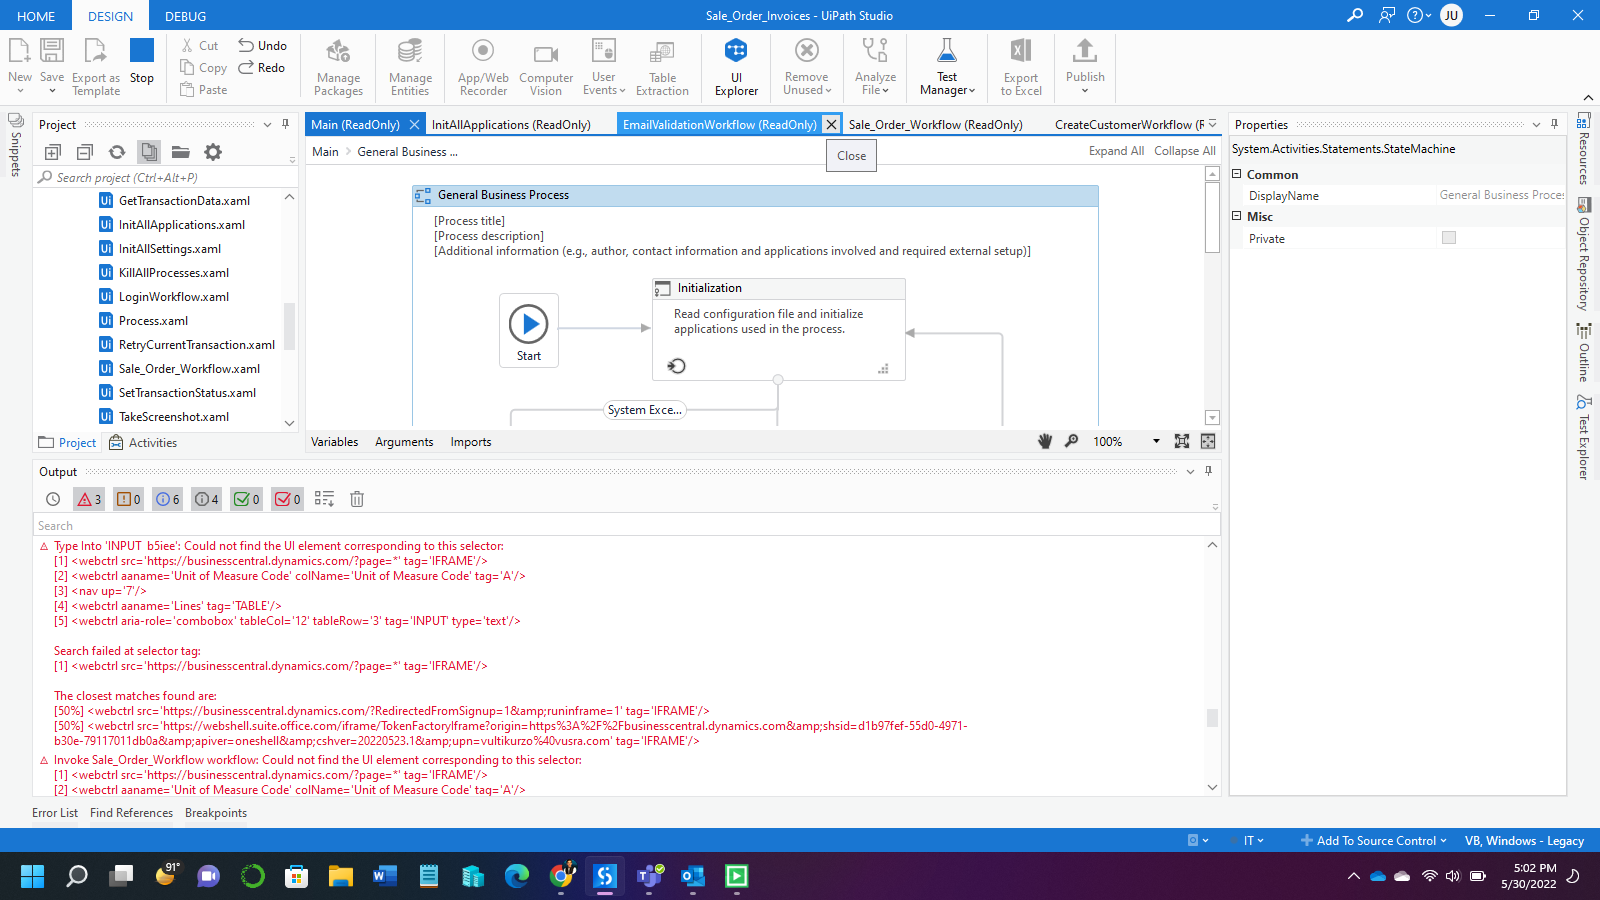 HOME
DESIGN
DEBUG
Sale_Order_Invoices - UiPath Studio
JU
New
Save
Export as Template
Stop
Cut
Copy
Paste
Undo
Redo
Manage Packages
Manage Entities
App/Web Recorder
Computer Vision
User Events
Table Extraction
UI Explorer
Remove Unused
Analyze File
Test Manager
Export to Excel
Publish
Snippets
Project
Search project (Ctrl+Alt+P)
GetTransactionData.xaml
InitAllApplications.xaml
InitAllSettings.xaml
KillAllProcesses.xaml
LoginWorkflow.xaml
Process.xaml
RetryCurrentTransaction.xaml
Sale_Order_Workflow.xaml
SetTransactionStatus.xaml
TakeScreenshot.xaml
Project
Activities
Main (ReadOnly)
InitAllApplications (ReadOnly)
EmailValidationWorkflow (ReadOnly)
Sale_Order_Workflow (ReadOnly)
CreateCustomerWorkflow (F
Close
Main > General Business ...
Expand All
Collapse All
General Business Process
[Process title]
[Process description]
[Additional information (e.g., author, contact information and applications involved and required external setup)]
Start
Initialization
Read configuration file and initialize
applications used in the process.
System Exce...
Variables
Arguments
Imports
100%
Properties
System.Activities.Statements.StateMachine
Common
DisplayName
General Business Proces
Misc
Private
Resources
Object Repository
Outline
Test Explorer
Output
3
0
6
4
0
0
Search
Type Into 'INPUT b5iee': Could not find the UI element corresponding to this selector:
[1] <webctrl src='https://businesscentral.dynamics.com/?page=*' tag='IFRAME'/>
[2] <webctrl aaname='Unit of Measure Code' colName='Unit of Measure Code' tag='A'/>
[3] <nav up='7'/>
[4] <webctrl aaname='Lines' tag='TABLE'/>
[5] <webctrl aria-role='combobox' tableCol='12' tableRow='3' tag='INPUT' type='text'/>
Search failed at selector tag:
[1] <webctrl src='https://businesscentral.dynamics.com/?page=*' tag='IFRAME'/>
The closest matches found are:
[50%] <webctrl src='https://businesscentral.dynamics.com/?RedirectedFromSignup=1&amp;runinframe=1' tag='IFRAME'/>
[50%] <webctrl src='https://webshell.suite.office.com/iframe/TokenFactoryIframe?origin=https%3A%2F%2Fbusinesscentral.dynamics.com&amp;shsid=d1b97fef-55d0-4971-
b30e-79117011db0a&amp;apiver=oneshell&amp;cshver=20220523.1&amp;upn=vultikurzo%40vusra.com' tag='IFRAME'/>
Invoke Sale_Order_Workflow workflow: Could not find the UI element corresponding to this selector:
[1] <webctrl src='https://businesscentral.dynamics.com/?page=*' tag='IFRAME'/>
[2] <webctrl aaname='Unit of Measure Code' colName='Unit of Measure Code' tag='A'/>
Error List
Find References
Breakpoints
IT
Add To Source Control
VB, Windows - Legacy
91°
5:02 PM
5/30/2022